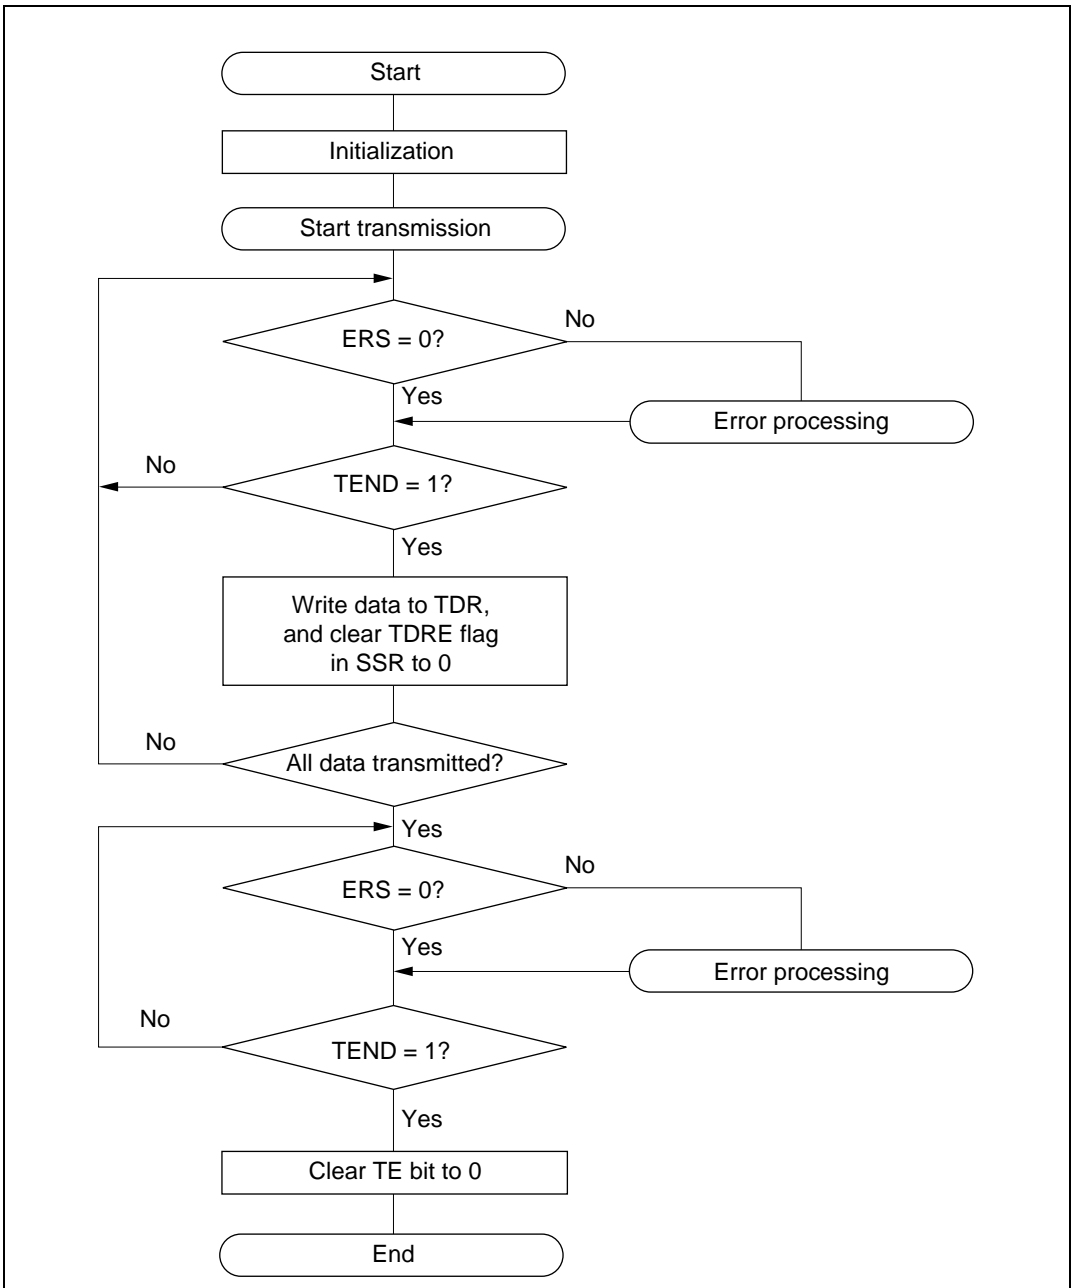 Start
Initialization
Start transmission
ERS = 0?
No
Yes
Error processing
No
TEND = 1?
Yes
Write data to TDR,
and clear TDRE flag
in SSR to 0
No
All data transmitted?
Yes
No
ERS = 0?
Yes
Error processing
No
TEND = 1?
Yes
Clear TE bit to 0
End